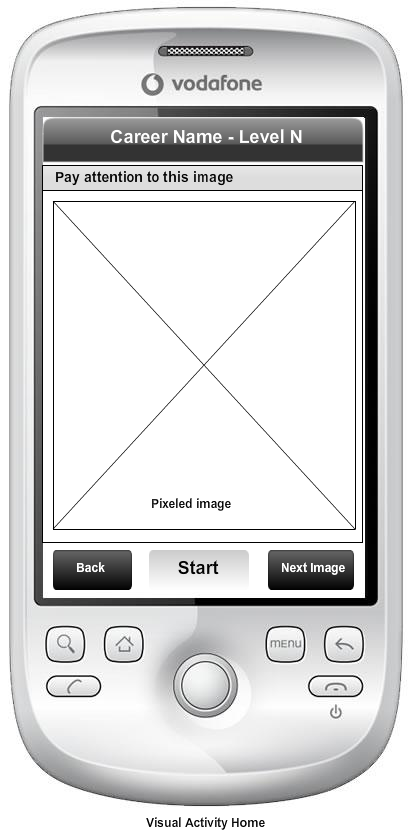 vodafone
Career Name - Level N
Pay attention to this image
Pixeled image
Back Start Next Image
MENU
Visual Activity Home